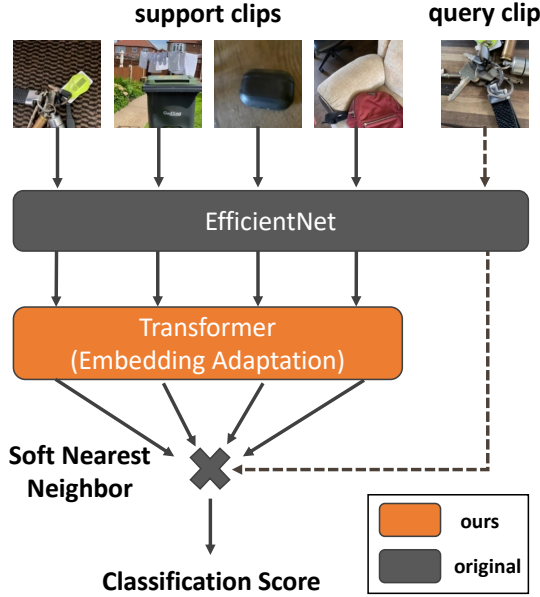 support clips
query clip
EfficientNet
Transformer
(Embedding Adaptation)
Soft Nearest
Neighbor
Classification Score
ours
original